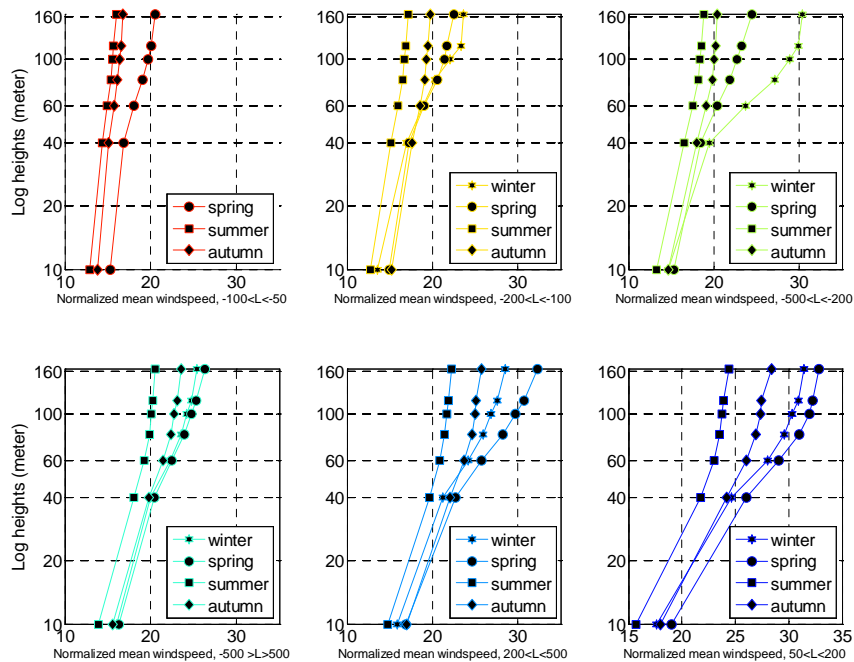 160
100
60
40
20
10
Log heights (meter)
spring
summer
autumn
10 20 30
Normalized mean windspeed, -100<L<-50
160
100
60
40
20
10
winter
spring
summer
autumn
10 20 30
Normalized mean windspeed, -200<L<-100
160
100
60
40
20
10
winter
spring
summer
autumn
10 20 30
Normalized mean windspeed, -500<L<-200
160
100
60
40
20
10
Log heights (meter)
winter
spring
summer
autumn
10 20 30
Normalized mean windspeed, -500 >L>500
160
100
60
40
20
10
winter
spring
summer
autumn
10 20 30
Normalized mean windspeed, 200<L<500
160
100
60
40
20
10
winter
spring
summer
autumn
15 20 25 30 35
Normalized mean windspeed, 50<L<200